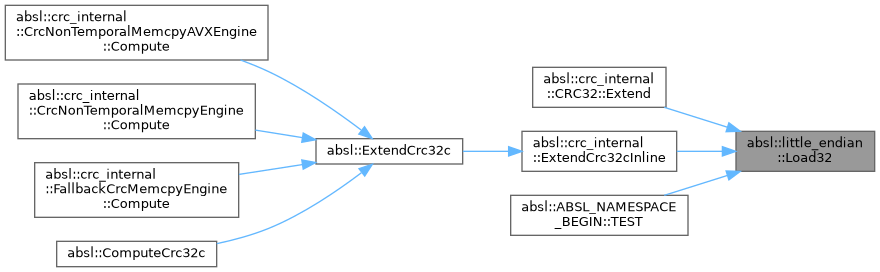 absl::crc_internal
::CrcNonTemporalMemcpyAVXEngine
::Compute
absl::crc_internal
::CrcNonTemporalMemcpyEngine
::Compute
absl::crc_internal
::FallbackCrcMemcpyEngine
::Compute
absl::ComputeCrc32c
absl::ExtendCrc32c
absl::crc_internal
::CRC32::Extend
absl::crc_internal
::ExtendCrc32cInline
absl::ABSL_NAMESPACE
_BEGIN::TEST
absl::little_endian
::Load32